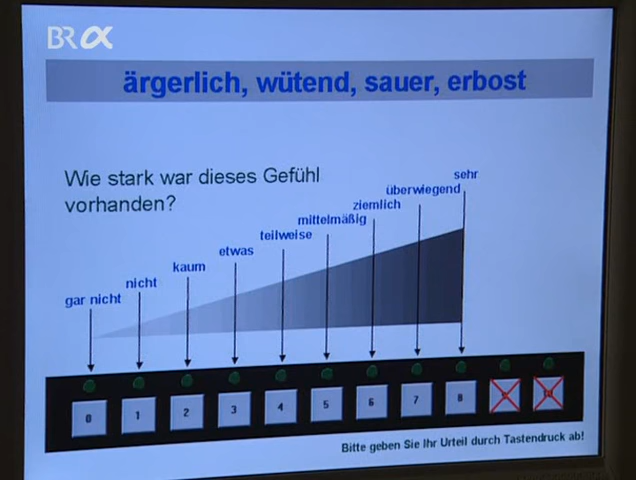 BR α
ärgerlich, wütend, sauer, erbost
Wie stark war dieses Gefühl
vorhanden?
gar nicht
nicht
kaum
etwas
teilweise
mittelmäßig
ziemlich
überwiegend
sehr
0 1 2 3 4 5 6 7 8
Bitte geben Sie Ihr Urteil durch Tastendruck ab!